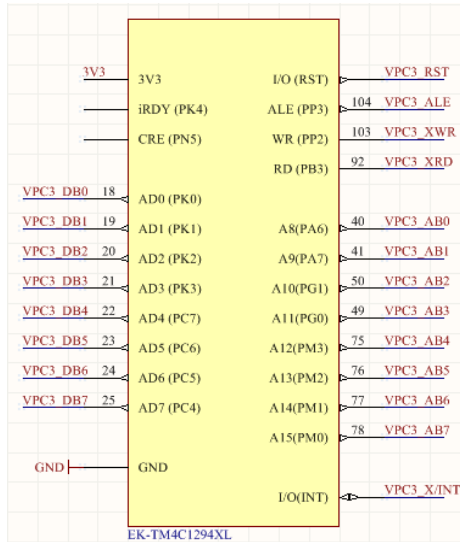 3V3 3V3 I/O (RST) VPC3_RST
iRDY (PK4) ALE (PP3) 104 VPC3_ALE
CRE (PN5) WR (PP2) 103 VPC3_XWR
RD (PB3) 92 VPC3_XRD
VPC3_DB0 18 AD0 (PK0)
VPC3_DB1 19 AD1 (PK1) A8(PA6) 40 VPC3_AB0
VPC3_DB2 20 AD2 (PK2) A9(PA7) 41 VPC3_AB1
VPC3_DB3 21 AD3 (PK3) A10(PG1) 50 VPC3_AB2
VPC3_DB4 22 AD4 (PC7) A11(PG0) 49 VPC3_AB3
VPC3_DB5 23 AD5 (PC6) A12(PM3) 75 VPC3_AB4
VPC3_DB6 24 AD6 (PC5) A13(PM2) 76 VPC3_AB5
VPC3_DB7 25 AD7 (PC4) A14(PM1) 77 VPC3_AB6
A15(PM0) 78 VPC3_AB7
GND GND
I/O(INT) VPC3_X/INT
EK-TM4C1294XL